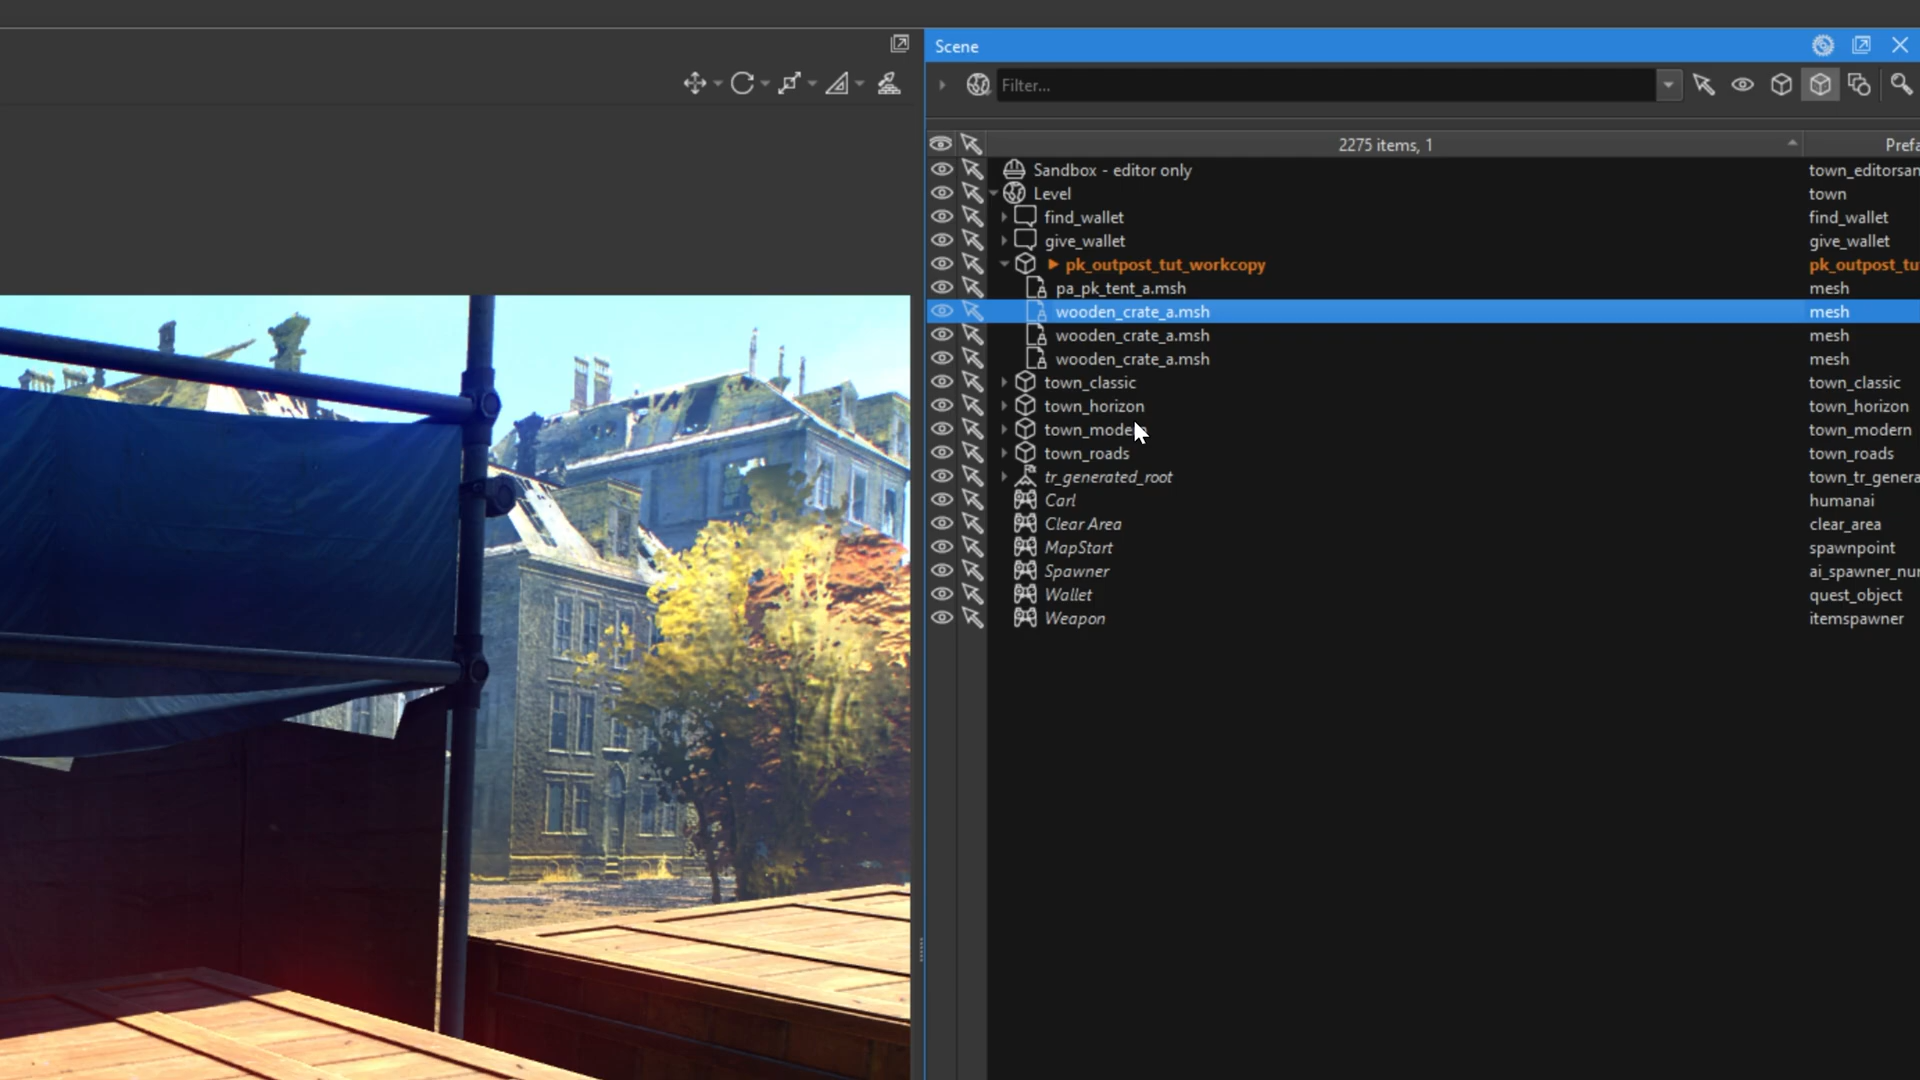 Scene
Filter...
2275 items, 1 Prefa
Sandbox - editor only town_editorsan
Level town
find_wallet find_wallet
give_wallet give_wallet
pk_outpost_tut_workcopy pk_outpost_tu
pa_pk_tent_a.msh mesh
wooden_crate_a.msh mesh
wooden_crate_a.msh mesh
wooden_crate_a.msh mesh
town_classic town_classic
town_horizon town_horizon
town_modern town_modern
town_roads town_roads
tr_generated_root town_tr_genera
Carl humanai
Clear Area clear_area
MapStart spawnpoint
Spawner ai_spawner_nu
Wallet quest_object
Weapon itemspawner